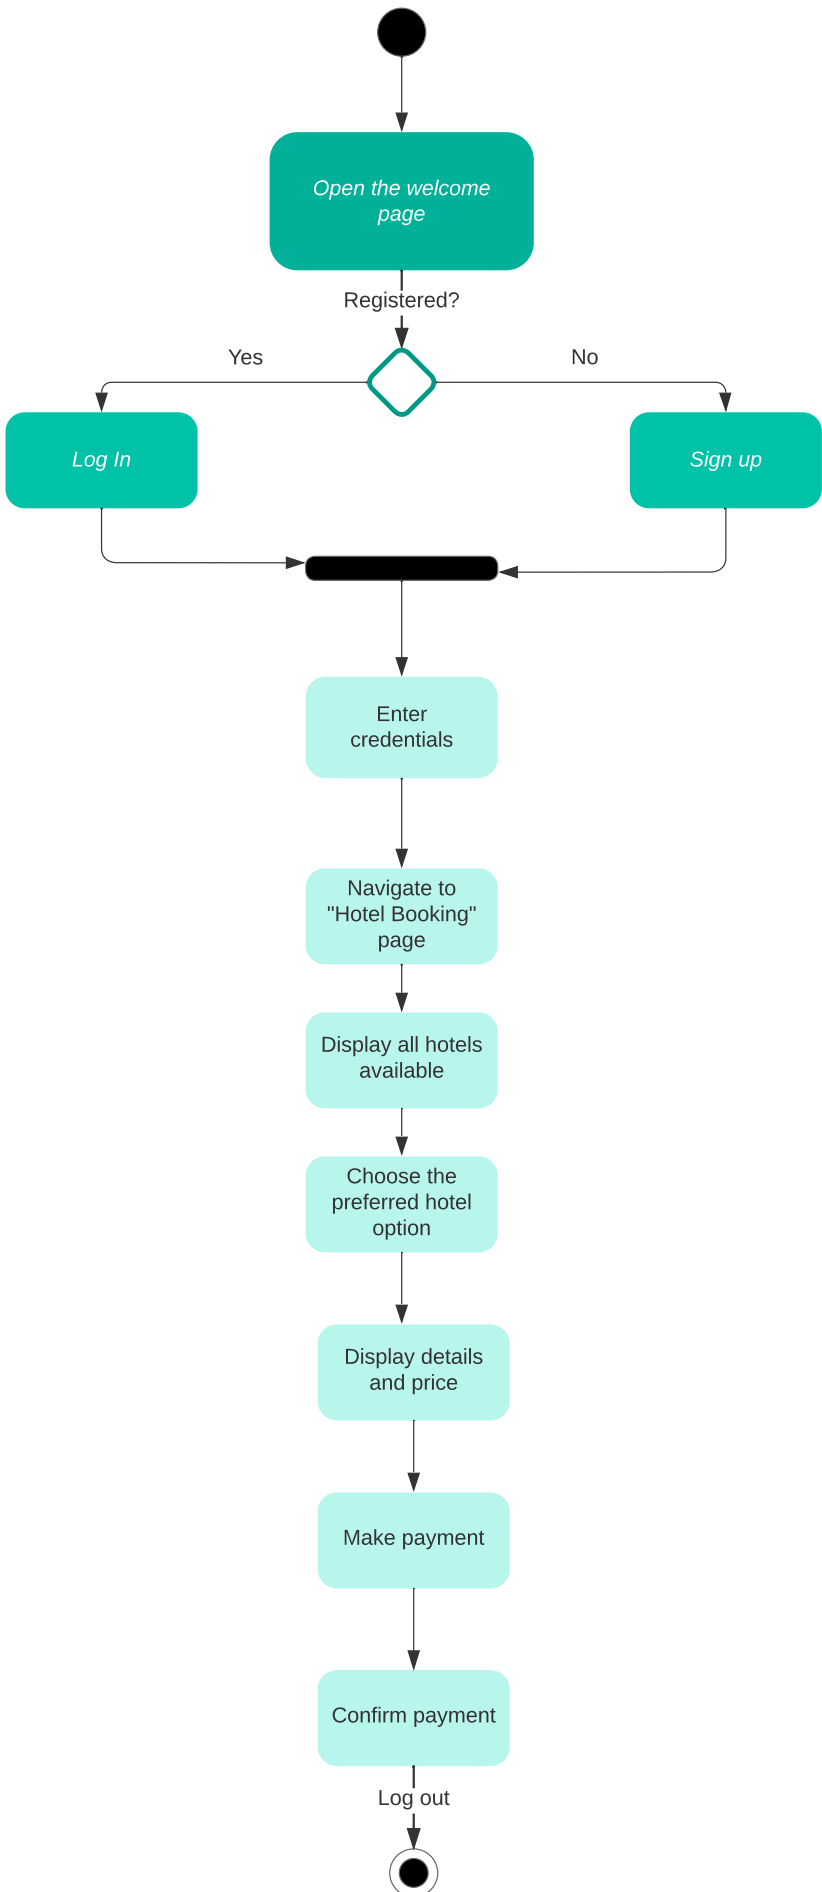 Open the welcome
page
Registered?
Yes
No
Log In
Sign up
Enter
credentials
Navigate to
"Hotel Booking"
page
Display all hotels
available
Choose the
preferred hotel
option
Display details
and price
Make payment
Confirm payment
Log out